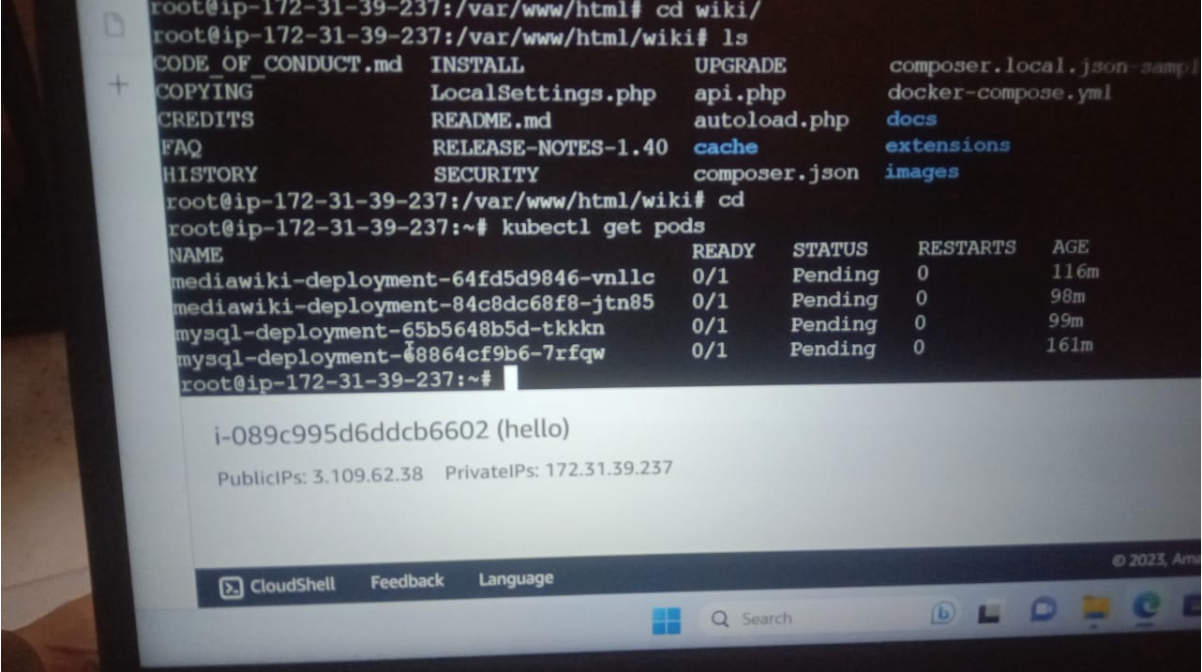 root@ip-172-31-39-237:/var/www/html# cd wiki/
root@ip-172-31-39-237:/var/www/html/wiki# ls
CODE_OF_CONDUCT.md INSTALL UPGRADE composer.local.json-sampl
COPYING LocalSettings.php api.php docker-compose.yml
CREDITS README.md autoload.php docs
FAQ RELEASE-NOTES-1.40 cache extensions
HISTORY SECURITY composer.json images
root@ip-172-31-39-237:/var/www/html/wiki# cd
root@ip-172-31-39-237:~# kubectl get pods
NAME READY STATUS RESTARTS AGE
mediawiki-deployment-64fd5d9846-vnllc 0/1 Pending 0 116m
mediawiki-deployment-84c8dc68f8-jtn85 0/1 Pending 0 98m
mysql-deployment-65b5648b5d-tkkkn 0/1 Pending 0 99m
mysql-deployment-68864cf9b6-7rfqw 0/1 Pending 0 161m
root@ip-172-31-39-237:~#
i-089c995d6ddcb6602 (hello)
PublicIPs: 3.109.62.38 PrivateIPs: 172.31.39.237
© 2023, Ama
CloudShell Feedback Language
Search